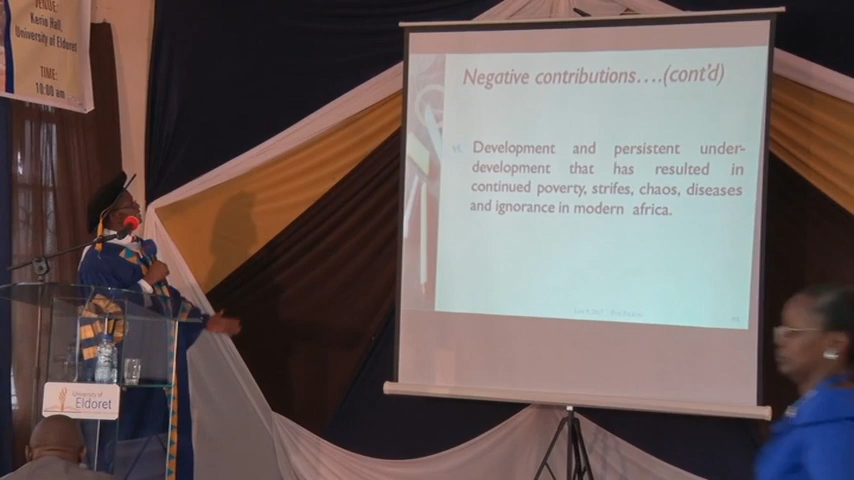 VENUE:
Kerio Hall,
University of Eldoret
TIME:
10:00 am
Negative contributions....(cont'd)
Development and persistent under-
development that has resulted in
continued poverty, strifes, chaos, diseases
and ignorance in modern africa.
University of
Eldoret